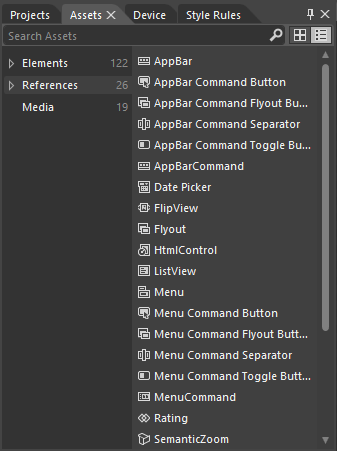 Projects Assets Device Style Rules
Search Assets
Elements 122
References 26
Media 19
AppBar
AppBar Command Button
AppBar Command Flyout Bu...
AppBar Command Separator
AppBar Command Toggle Bu...
AppBarCommand
Date Picker
FlipView
Flyout
HtmlControl
ListView
Menu
Menu Command Button
Menu Command Flyout Butt...
Menu Command Separator
Menu Command Toggle Butt...
MenuCommand
Rating
SemanticZoom